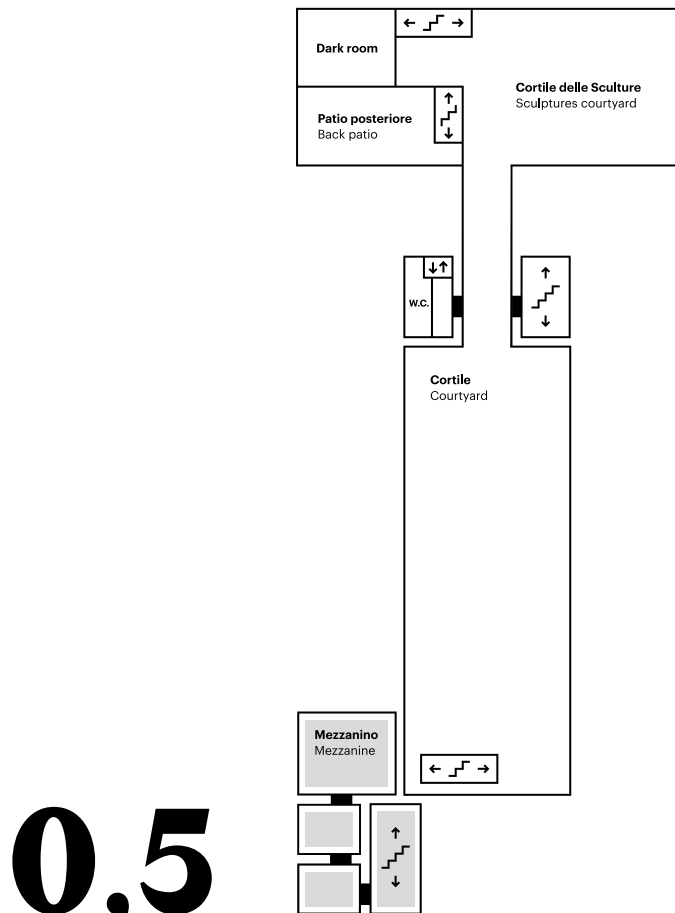 Dark room
Cortile delle Sculture
Sculptures courtyard
Patio posteriore
Back patio
W.C.
Cortile
Courtyard
Mezzanino
Mezzanine
0.5